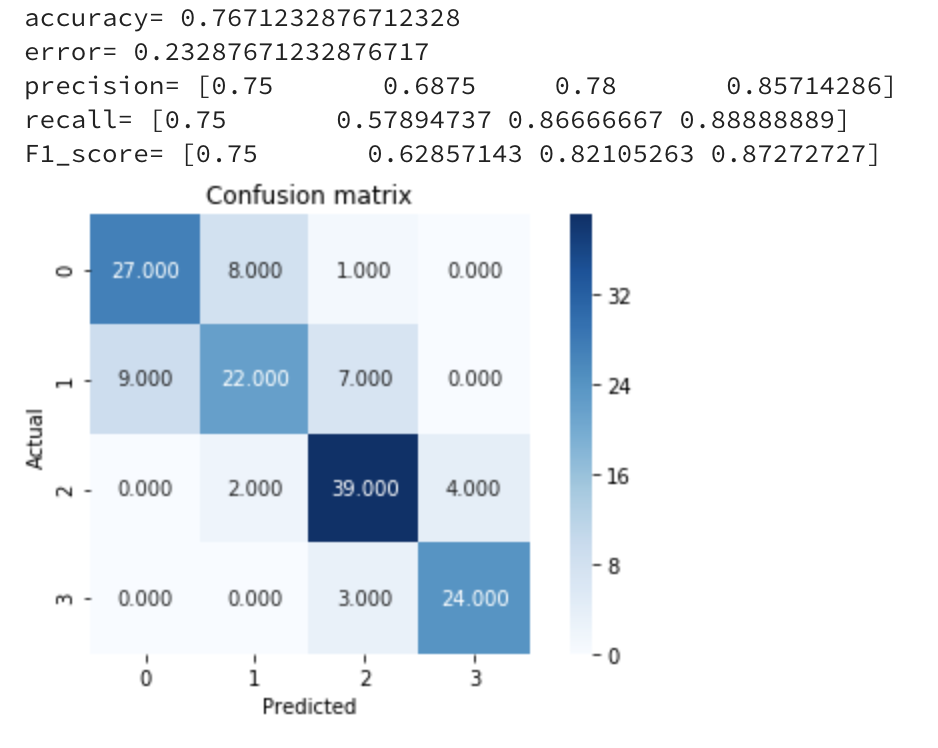 accuracy= 0.7671232876712328
error= 0.23287671232876717
precision= [0.75 0.6875 0.78 0.85714286]
recall= [0.75 0.57894737 0.86666667 0.88888889]
F1_score= [0.75 0.62857143 0.82105263 0.87272727]
Confusion matrix
0 27.000 8.000 1.000 0.000
32
1 9.000 22.000 7.000 0.000
24
Actual
16
2 0.000 2.000 39.000 4.000
8
3 0.000 0.000 3.000 24.000
0
0 1 2 3
Predicted